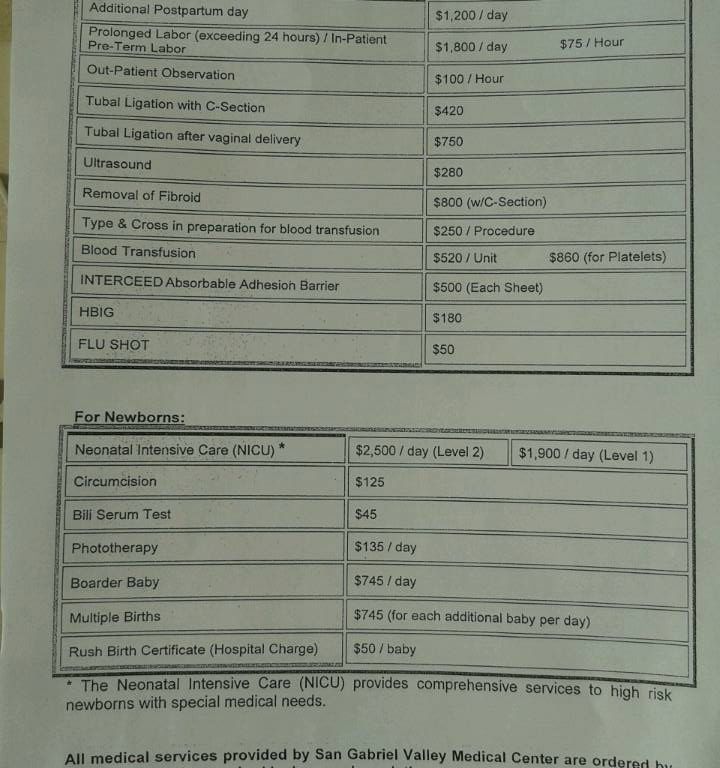 Additional Postpartum day $1,200 / day
Prolonged Labor (exceeding 24 hours) / In-Patient
Pre-Term Labor $1,800 / day $75 / Hour
Out-Patient Observation $100 / Hour
Tubal Ligation with C-Section $420
Tubal Ligation after vaginal delivery $750
Ultrasound $280
Removal of Fibroid $800 (w/C-Section)
Type & Cross in preparation for blood transfusion $250 / Procedure
Blood Transfusion $520 / Unit $860 (for Platelets)
INTERCEED Absorbable Adhesion Barrier $500 (Each Sheet)
HBIG $180
FLU SHOT $50
For Newborns:
Neonatal Intensive Care (NICU) * $2,500 / day (Level 2) $1,900 / day (Level 1)
Circumcision $125
Bili Serum Test $45
Phototherapy $135 / day
Boarder Baby $745 / day
Multiple Births $745 (for each additional baby per day)
Rush Birth Certificate (Hospital Charge) $50 / baby
* The Neonatal Intensive Care (NICU) provides comprehensive services to high risk
newborns with special medical needs.
All medical services provided by San Gabriel Valley Medical Center are ordered by